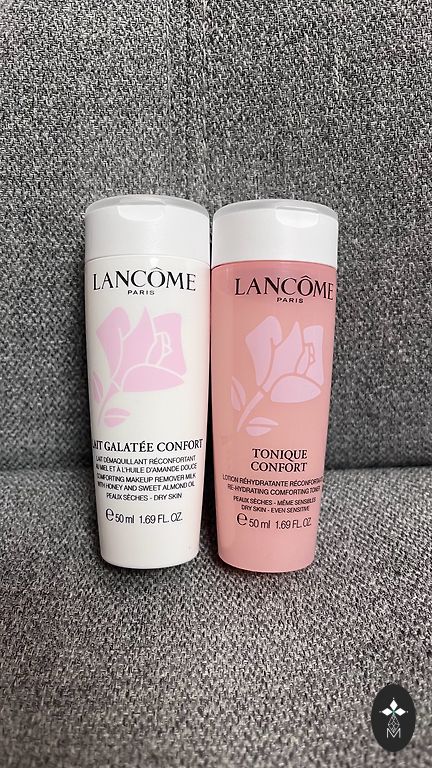 LANCÔME
PARIS
LAIT GALATÉE CONFORT
LAIT DÉMAQUILLANT RÉCONFORTANT
AU MIEL ET À L'HUILE D'AMANDE DOUCE
COMFORTING MAKEUP REMOVER MILK
WITH HONEY AND SWEET ALMOND OIL
PEAUX SÈCHES - DRY SKIN
℮ 50 ml 1.69 FL.OZ.
LANCÔME
PARIS
TONIQUE
CONFORT
LOTION RÉHYDRATANTE RÉCONFORTANTE
RE-HYDRATING COMFORTING TONER
PEAUX SÈCHES - MÊME SENSIBLES
DRY SKIN - EVEN SENSITIVE
℮ 50 ml 1.69 FL.OZ.
M